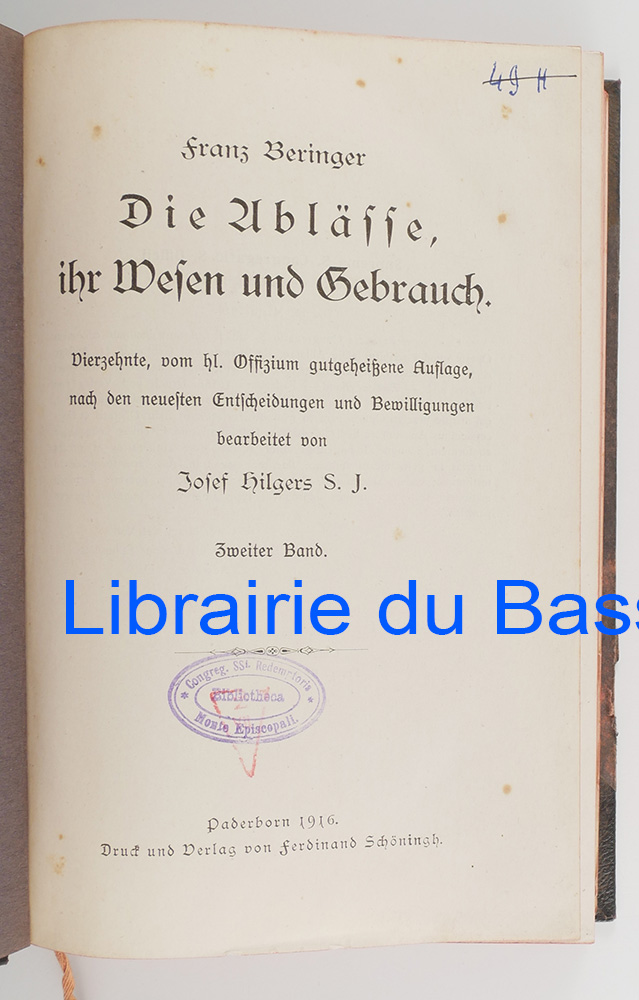 49 H
Franz Beringer
Die Ablässe,
ihr Wesen und Gebrauch.
Vierzehnte, vom hl. Offizium gutgeheißene Auflage,
nach den neuesten Entscheidungen und Bewilligungen
bearbeitet von
Josef Hilgers S. J.
Zweiter Band.
Librairie du Bass
Congreg. SSi. Redemptoris
Bibliotheca
Monte Episcopali.
Paderborn 1916.
Druck und Verlag von Ferdinand Schöningh.